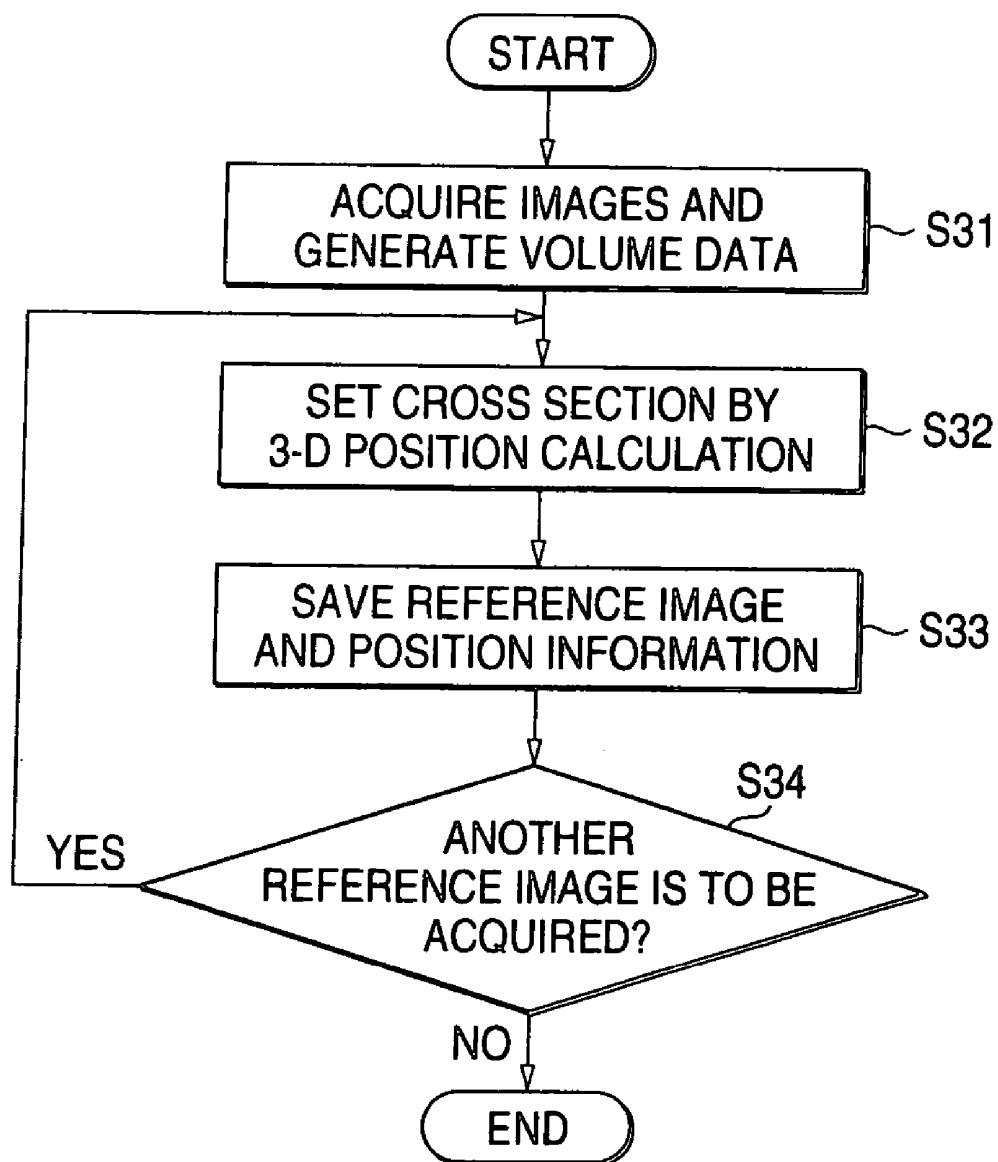 START
ACQUIRE IMAGES AND
GENERATE VOLUME DATA
S31
SET CROSS SECTION BY
3-D POSITION CALCULATION
S32
SAVE REFERENCE IMAGE
AND POSITION INFORMATION
S33
S34
ANOTHER
REFERENCE IMAGE IS TO BE
ACQUIRED?
YES
NO
END